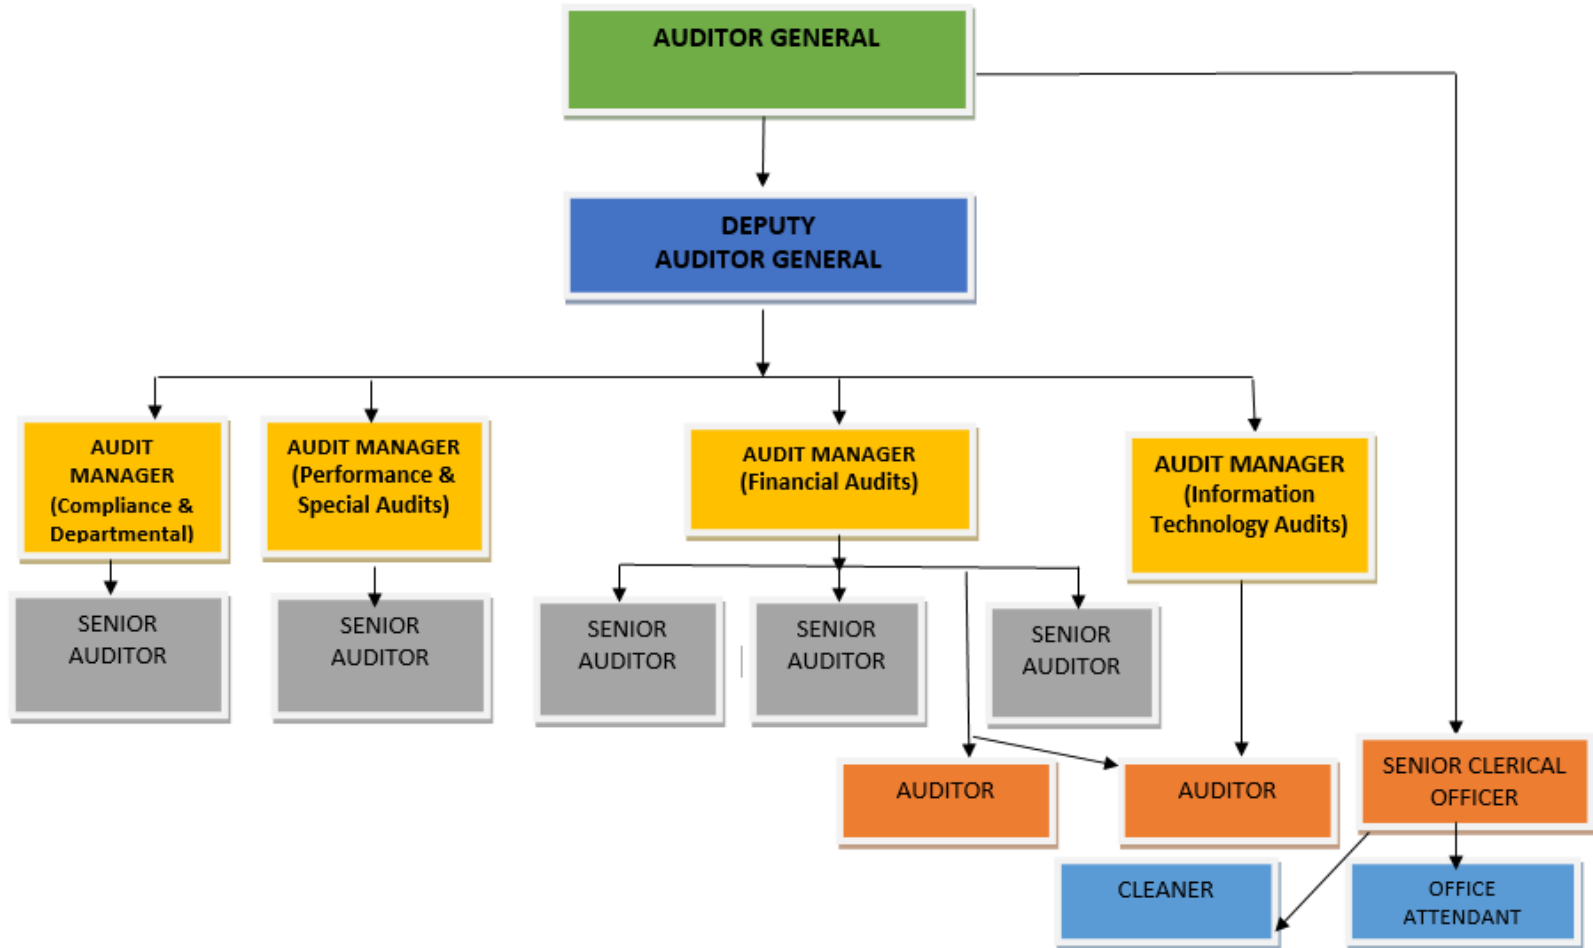 AUDITOR GENERAL
DEPUTY
AUDITOR GENERAL
AUDIT
MANAGER
(Compliance &
Departmental)
AUDIT MANAGER
(Performance &
Special Audits)
AUDIT MANAGER
(Financial Audits)
AUDIT MANAGER
(Information
Technology Audits)
SENIOR
AUDITOR
SENIOR
AUDITOR
SENIOR
AUDITOR
SENIOR
AUDITOR
SENIOR
AUDITOR
AUDITOR
AUDITOR
SENIOR CLERICAL
OFFICER
CLEANER
OFFICE
ATTENDANT